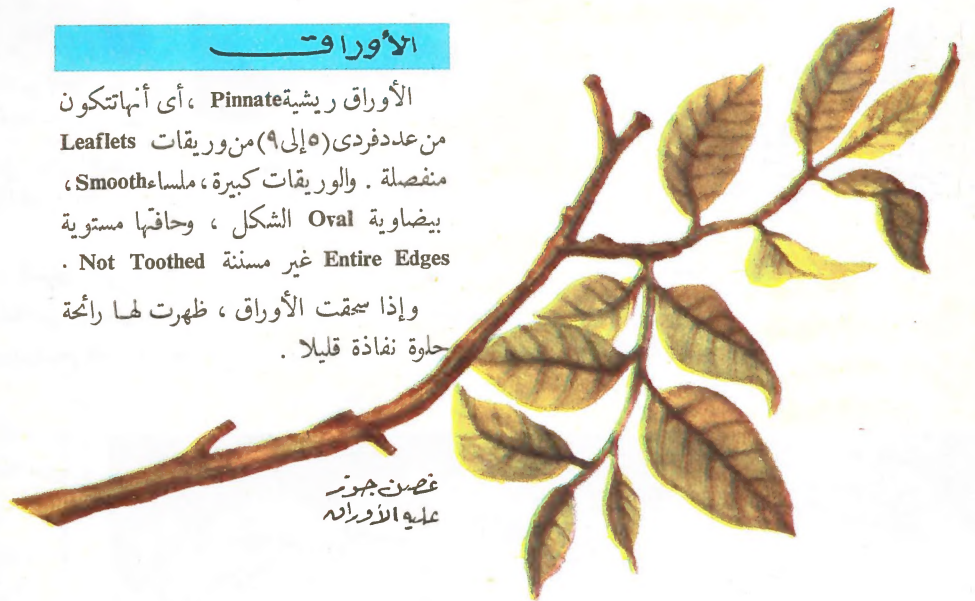 الأوراق
الأوراق ريشية Pinnate ، أى أنها تتكون
من عدد فردى (٥ إلى ٩) من وريقات Leaflets
منفصلة . والوريقات كبيرة ، ملساء Smooth ،
بيضاوية Oval الشكل ، وحافتها مستوية
Entire Edges غير مسننة Not Toothed .
وإذا سحقت الأوراق ، ظهرت لها رائحة
حلوة نفاذة قليلا .
غصن جوز
عليه الأوراق